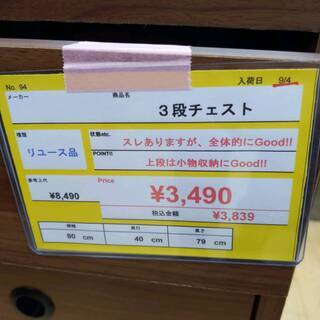 No. 94
入荷日 9/4
メーカー 商品名
3段チェスト
種類 状態etc.
スレありますが、全体的にGood!!
リユース品 POINT!!
上段は小物収納にGood!!
参考上代 Price
¥8,490 ¥3,490
税込金額 ¥3,839
横幅 奥行 高さ
60 cm 40 cm 79 cm